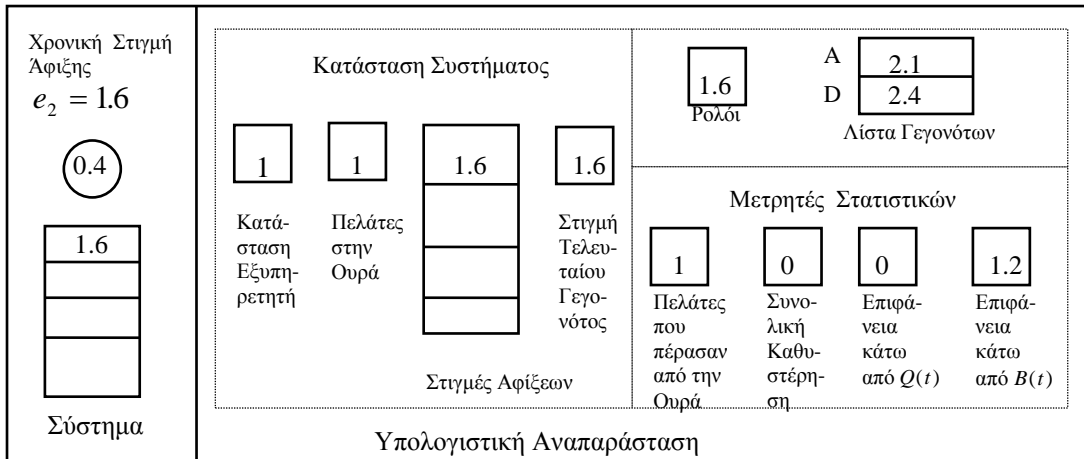 Χρονική Στιγμή
Άφιξης
e₂ = 1.6
0.4
1.6
Σύστημα
Κατάσταση Συστήματος
1
1
1.6
1.6
Κατά-
σταση
Εξυπη-
ρετητή
Πελάτες
στην
Ουρά
Στιγμή
Τελευ-
ταίου
Γεγο-
νότος
Στιγμές Αφίξεων
1.6
Ρολόι
A 2.1
D 2.4
Λίστα Γεγονότων
Μετρητές Στατιστικών
1
0
0
1.2
Πελάτες
που
πέρασαν
από την
Ουρά
Συνο-
λική
Καθυ-
στέρη-
ση
Επιφά-
νεια
κάτω
από Q(t)
Επιφά-
νεια
κάτω
από B(t)
Υπολογιστική Αναπαράσταση